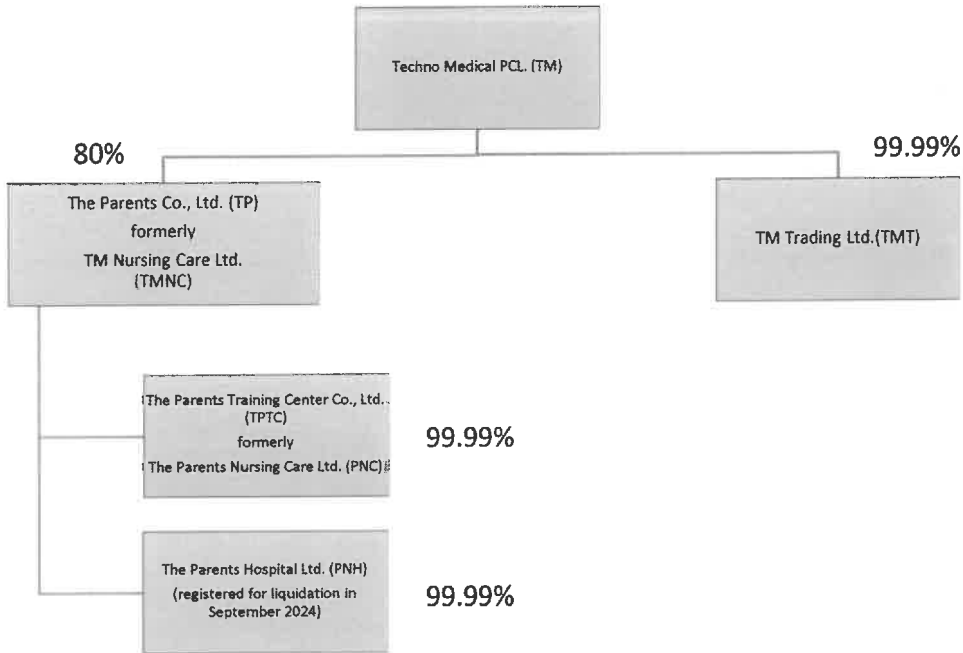 Techno Medical PCL. (TM)
80%
99.99%
The Parents Co., Ltd. (TP)
formerly
TM Nursing Care Ltd.
(TMNC)
TM Trading Ltd.(TMT)
The Parents Training Center Co., Ltd.
(TPTC)
formerly
The Parents Nursing Care Ltd. (PNC)
99.99%
The Parents Hospital Ltd. (PNH)
(registered for liquidation in
September 2024)
99.99%